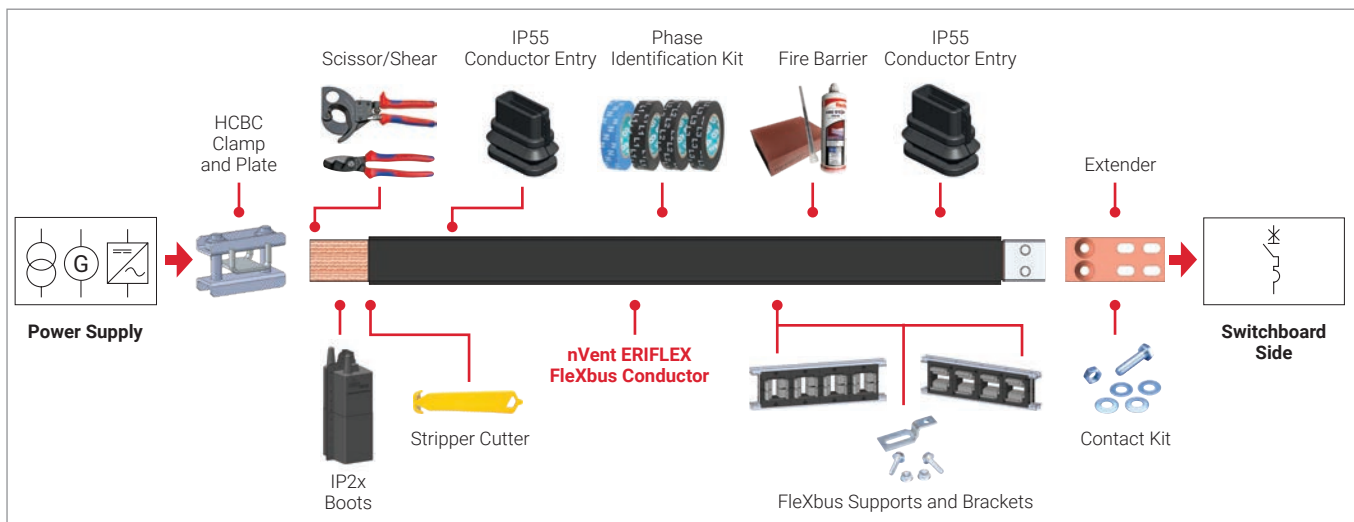 IP55
Conductor Entry
Phase
Identification Kit
IP55
Conductor Entry
Scissor/Shear
Fire Barrier
HCBC
Clamp
and Plate
Extender
G
Power Supply
Switchboard
Side
nVent ERIFLEX
FleXbus Conductor
Stripper Cutter
Contact Kit
IP2x
Boots
FleXbus Supports and Brackets